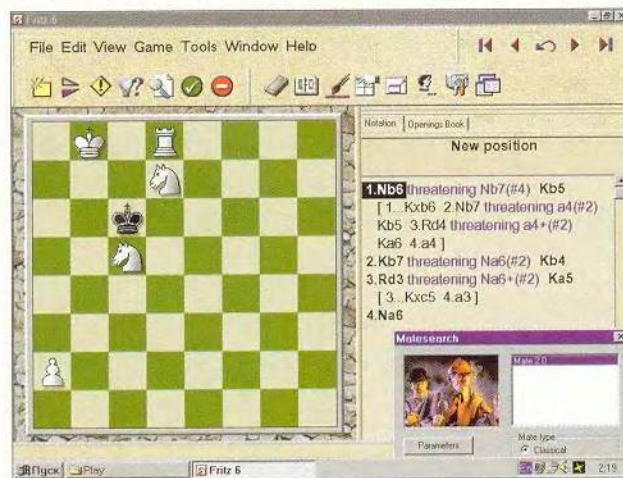 Fritz 6
File Edit View Game Tools Window Help
Notation Openings Book
New position
1.Nb6 threatening Nb7(#4) Kb5
[ 1...Kxb6 2.Nb7 threatening a4(#2)
Kb5 3.Rd4 threatening a4+(#2)
Ka6 4.a4 ]
2.Kb7 threatening Na6(#2) Kb4
3.Rd3 threatening Na6+(#2) Ka5
[ 3...Kxc5 4.a3 ]
4.Na6
Matesearch
Mate 2.0
Parameters
Mate type
Classical
Пуск Play Fritz 6 En 2:19